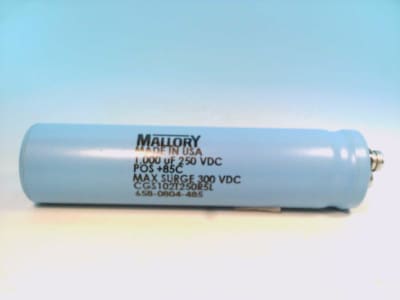 MALLORY
MADE IN USA
1,000 uF 250 VDC
POS +85C
MAX SURGE 300 VDC
CGS102T250R5L
658-0804-485